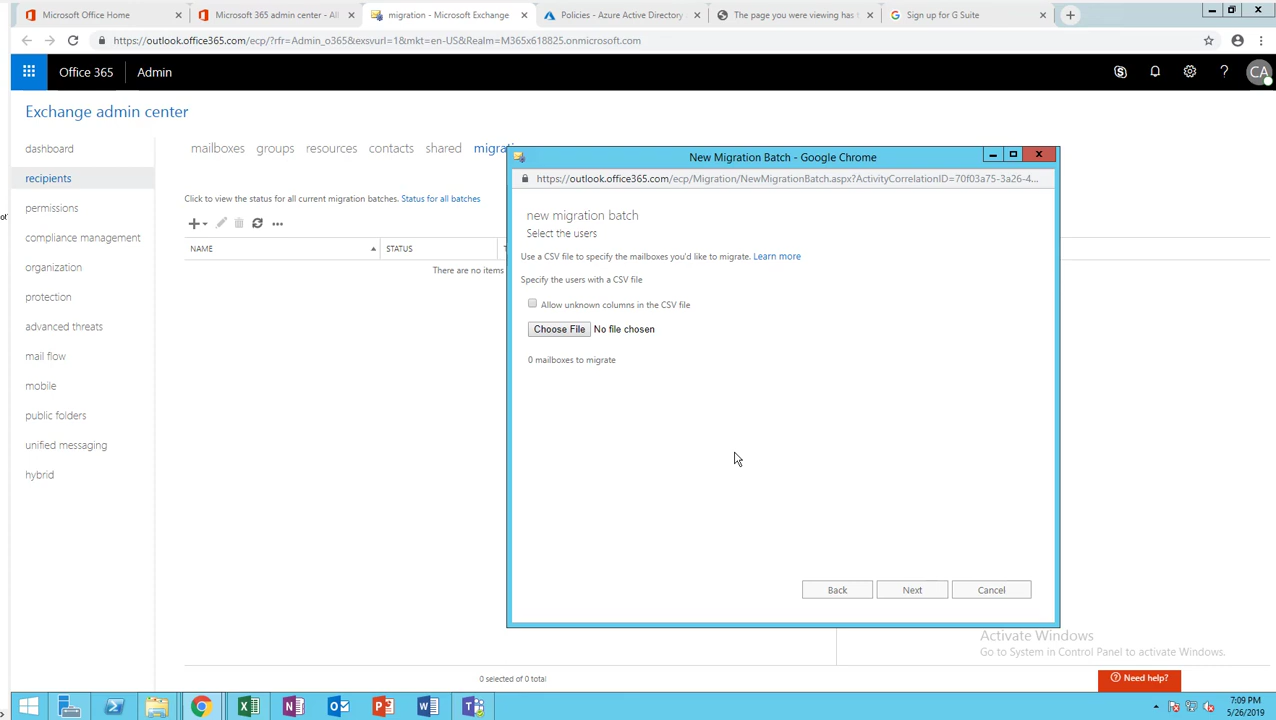 Microsoft Office Home
Microsoft 365 admin center - All
migration - Microsoft Exchange
Policies - Azure Active Directory
The page you were viewing has
Sign up for G Suite
https://outlook.office365.com/ecp/?rfr=Admin_o365&exsvurl=1&mkt=en-US&Realm=M365x618825.onmicrosoft.com
Office 365
Admin
CA
Exchange admin center
dashboard
recipients
permissions
compliance management
organization
protection
advanced threats
mail flow
mobile
public folders
unified messaging
hybrid
mailboxes groups resources contacts shared migra
Click to view the status for all current migration batches. Status for all batches
NAME
STATUS
There are no items
New Migration Batch - Google Chrome
https://outlook.office365.com/ecp/Migration/NewMigrationBatch.aspx?ActivityCorrelationID=70f03a75-3a26-4...
new migration batch
Select the users
Use a CSV file to specify the mailboxes you'd like to migrate. Learn more
Specify the users with a CSV file
Allow unknown columns in the CSV file
Choose File No file chosen
0 mailboxes to migrate
Back
Next
Cancel
Activate Windows
Go to System in Control Panel to activate Windows.
0 selected of 0 total
Need help?
7:09 PM
5/26/2019